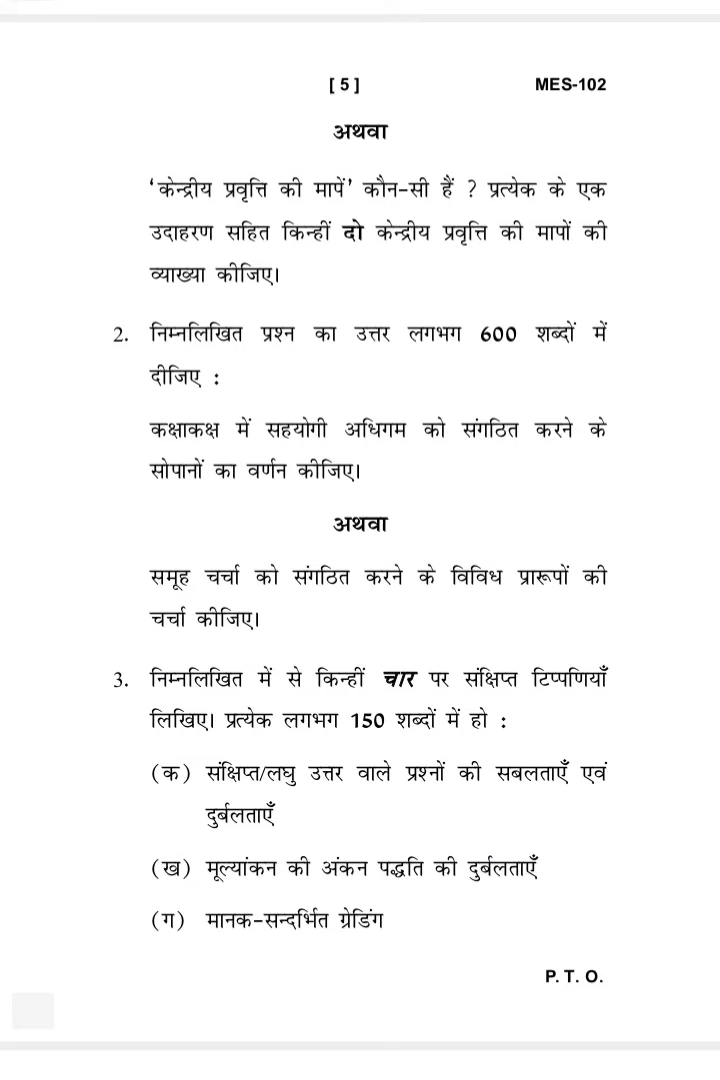 [ 5 ] MES-102
अथवा
‘केन्द्रीय प्रवृत्ति की मापें’ कौन-सी हैं ? प्रत्येक के एक
उदाहरण सहित किन्हीं दो केन्द्रीय प्रवृत्ति की मापों की
व्याख्या कीजिए।
2. निम्नलिखित प्रश्न का उत्तर लगभग 600 शब्दों में
दीजिए :
कक्षाकक्ष में सहयोगी अधिगम को संगठित करने के
सोपानों का वर्णन कीजिए।
अथवा
समूह चर्चा को संगठित करने के विविध प्रारूपों की
चर्चा कीजिए।
3. निम्नलिखित में से किन्हीं चार पर संक्षिप्त टिप्पणियाँ
लिखिए। प्रत्येक लगभग 150 शब्दों में हो :
(क) संक्षिप्त/लघु उत्तर वाले प्रश्नों की सबलताएँ एवं
दुर्बलताएँ
(ख) मूल्यांकन की अंकन पद्धति की दुर्बलताएँ
(ग) मानक-सन्दर्भित ग्रेडिंग
P. T. O.